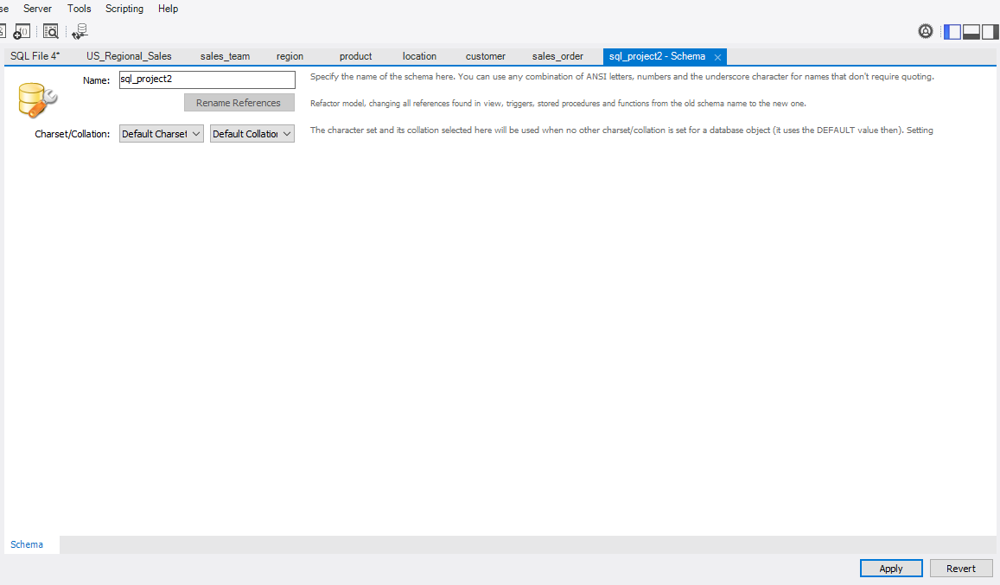 se Server Tools Scripting Help
SQL File 4* US_Regional_Sales sales_team region product location customer sales_order sql_project2 - Schema
Name: sql_project2 Specify the name of the schema here. You can use any combination of ANSI letters, numbers and the underscore character for names that don't require quoting.
Rename References Refactor model, changing all references found in view, triggers, stored procedures and functions from the old schema name to the new one.
Charset/Collation: Default Charset Default Collation The character set and its collation selected here will be used when no other charset/collation is set for a database object (it uses the DEFAULT value then). Setting
Schema
Apply Revert